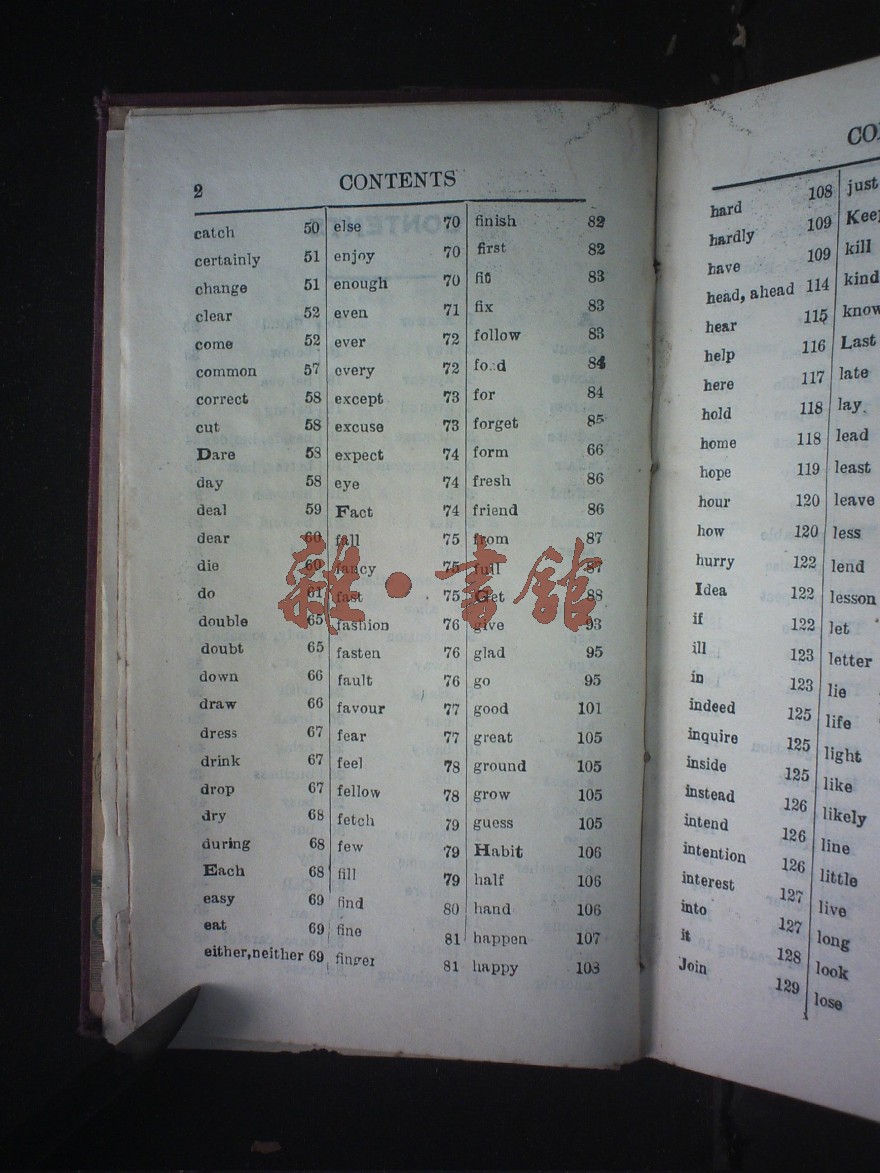 2
CONTENTS
catch 50
certainly 51
change 51
clear 52
come 52
common 57
correct 58
cut 58
Dare 58
day 58
deal 59
dear 60
die 60
do 61
double 65
doubt 65
down 66
draw 66
dress 67
drink 67
drop 67
dry 68
during 68
Each 68
easy 69
eat 69
either,neither 69
else 70
enjoy 70
enough 70
even 71
ever 72
every 72
except 73
excuse 73
expect 74
eye 74
Fact 74
fall 75
fancy 75
fast 75
fashion 76
fasten 76
fault 76
favour 77
fear 77
feel 78
fellow 78
fetch 79
few 79
fill 79
find 80
fine 81
finger 81
finish 82
first 82
fit 83
fix 83
follow 83
84
for 84
forget 85
form 66
fresh 86
friend 86
from 87
full 87
Get 88
give 93
glad 95
go 95
good 101
great 105
ground 105
grow 105
guess 105
Habit 106
half 106
hand 106
happen 107
happy 108
雜·書館
hard 108
hardly 109
have 109
head, ahead 114
hear 115
help 116
here 117
hold 118
home 118
hope 119
hour 120
how 120
hurry 122
Idea 122
if 122
ill 123
in 123
indeed 125
inquire 125
inside 125
instead 126
intend 126
intention 126
interest 127
into 127
it 128
Join 129
just
kill
kind
know
Last
late
lay
lead
least
leave
less
lend
lesson
let
letter
lie
life
light
like
likely
line
little
live
long
look
lose